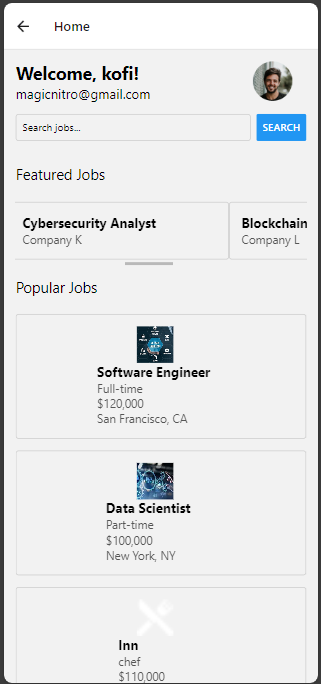 Home
Welcome, kofi!
magicnitro@gmail.com
Search jobs...
SEARCH
Featured Jobs
Cybersecurity Analyst
Company K
Blockchain
Company L
Popular Jobs
Software Engineer
Full-time
$120,000
San Francisco, CA
Data Scientist
Part-time
$100,000
New York, NY
Inn
chef
$110,000